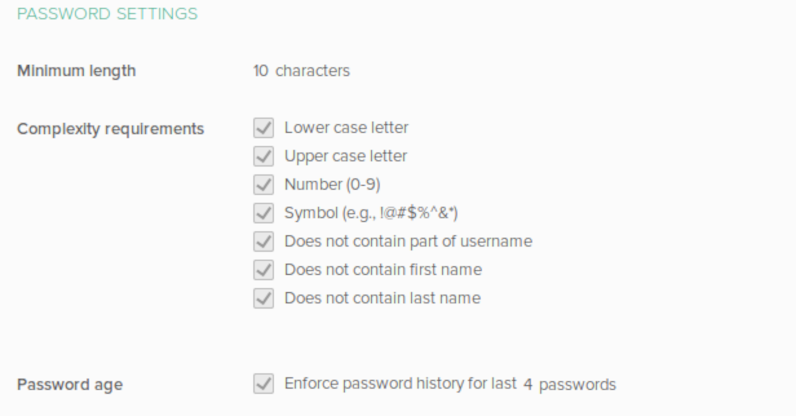 PASSWORD SETTINGS
Minimum length 10 characters
Complexity requirements Lower case letter
Upper case letter
Number (0-9)
Symbol (e.g., !@#$%^&*)
Does not contain part of username
Does not contain first name
Does not contain last name
Password age Enforce password history for last 4 passwords